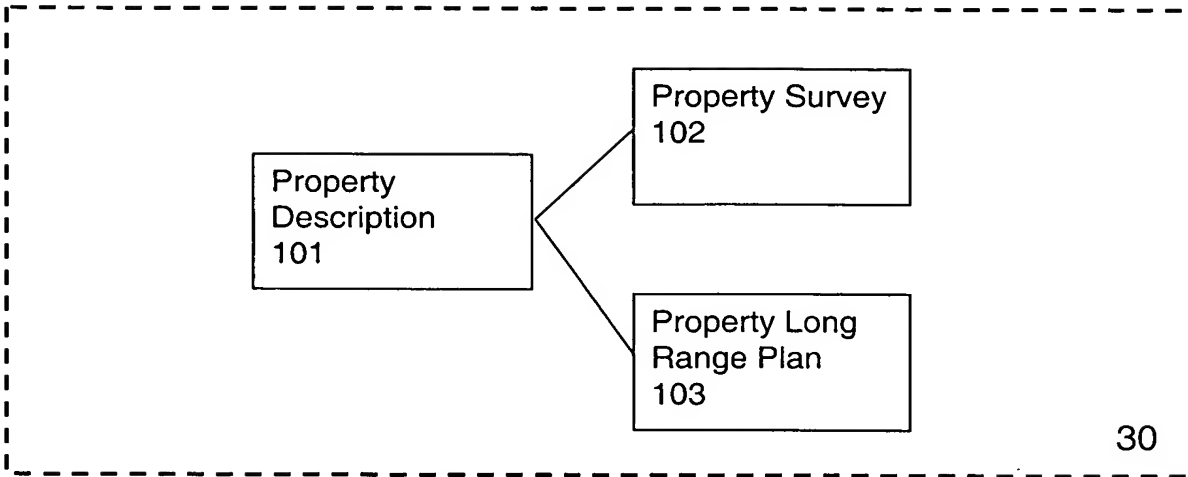 Property Survey
102
Property
Description
101
Property Long
Range Plan
103
30